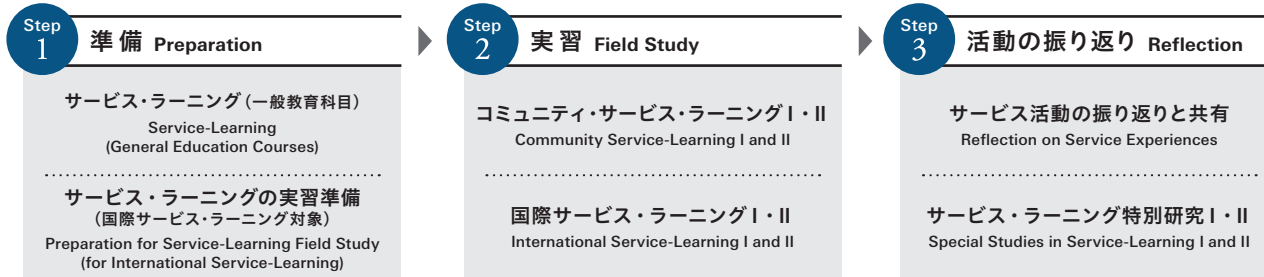 Step
1
準備 Preparation
サービス・ラーニング(一般教育科目)
Service-Learning
(General Education Courses)
サービス・ラーニングの実習準備
(国際サービス・ラーニング対象)
Preparation for Service-Learning Field Study
(for International Service-Learning)
Step
2
実習 Field Study
コミュニティ・サービス・ラーニング I・II
Community Service-Learning I and II
国際サービス・ラーニング I・II
International Service-Learning I and II
Step
3
活動の振り返り Reflection
サービス活動の振り返りと共有
Reflection on Service Experiences
サービス・ラーニング特別研究 I・II
Special Studies in Service-Learning I and II